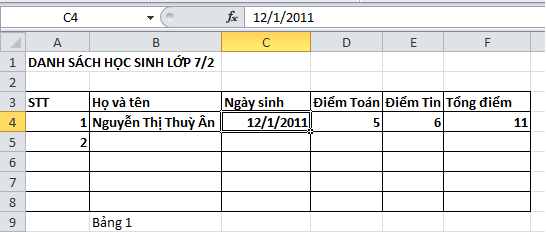 C4 fx 12/1/2011
A B C D E F
1 DANH SÁCH HỌC SINH LỚP 7/2
2
3 STT Họ và tên Ngày sinh Điểm Toán Điểm Tin Tổng điểm
4 1 Nguyễn Thị Thuỳ Ân 12/1/2011 5 6 11
5 2
6
7
8
9 Bảng 1